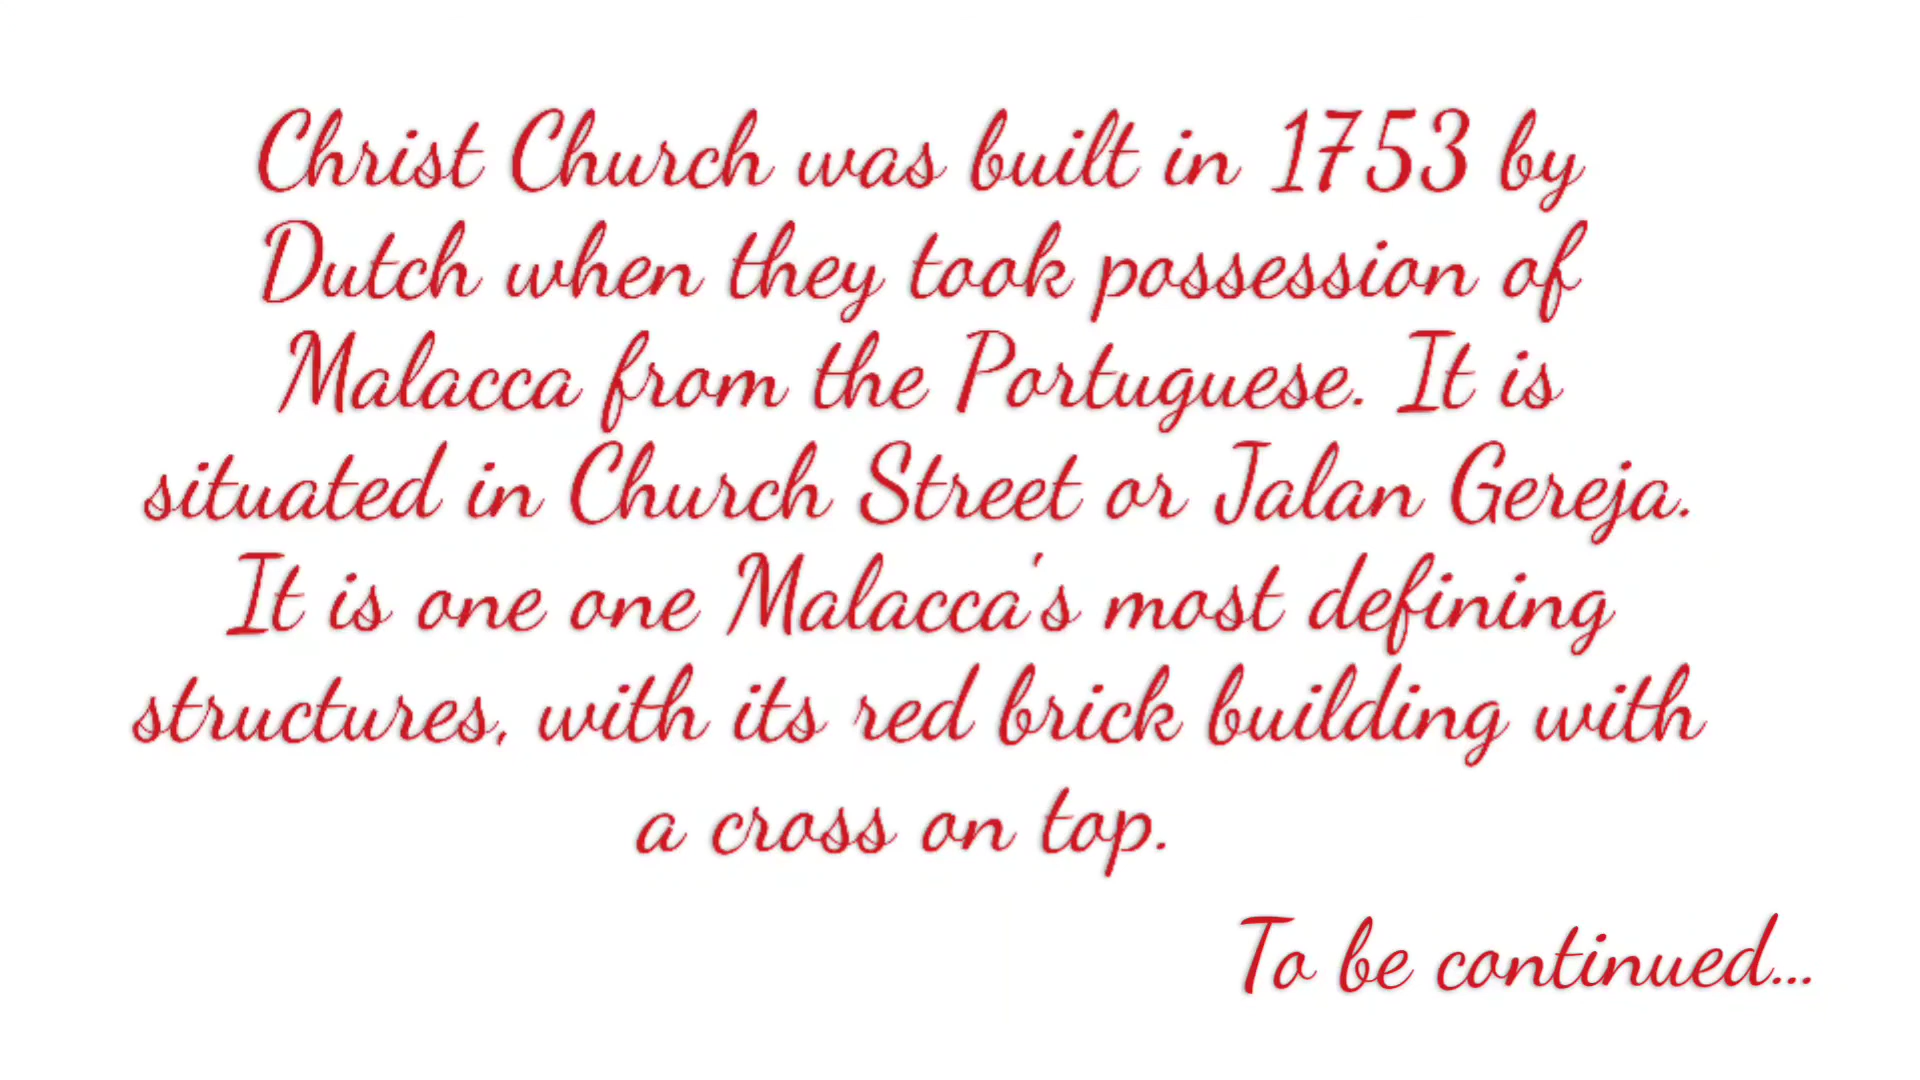 Christ Church was built in 1753 by
Dutch when they took possession of
Malacca from the Portuguese. It is
situated in Church Street or Jalan Gereja.
It is one one Malacca's most defining
structures, with its red brick building with
a cross on top.
To be continued...